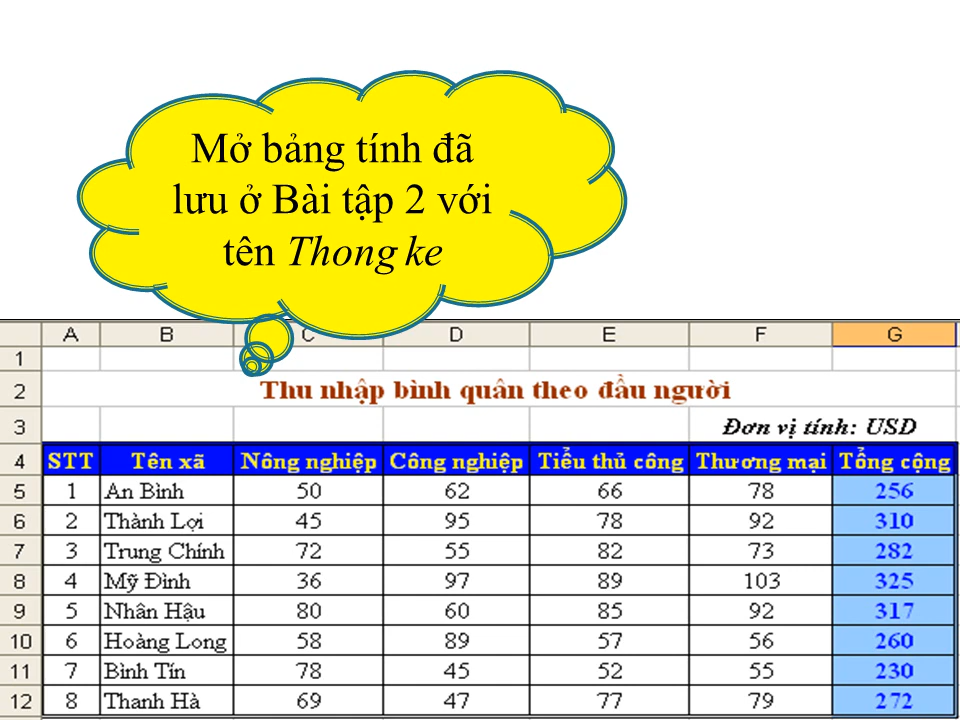 Mở bảng tính đã
lưu ở Bài tập 2 với
tên Thong ke
A B C D E F G
1
2 Thu nhập bình quân theo đầu người
3 Đơn vị tính: USD
4 STT Tên xã Nông nghiệp Công nghiệp Tiểu thủ công Thương mại Tổng cộng
5 1 An Bình 50 62 66 78 256
6 2 Thành Lợi 45 95 78 92 310
7 3 Trung Chính 72 55 82 73 282
8 4 Mỹ Đình 36 97 89 103 325
9 5 Nhân Hậu 80 60 85 92 317
10 6 Hoàng Long 58 89 57 56 260
11 7 Bình Tín 78 45 52 55 230
12 8 Thanh Hà 69 47 77 79 272